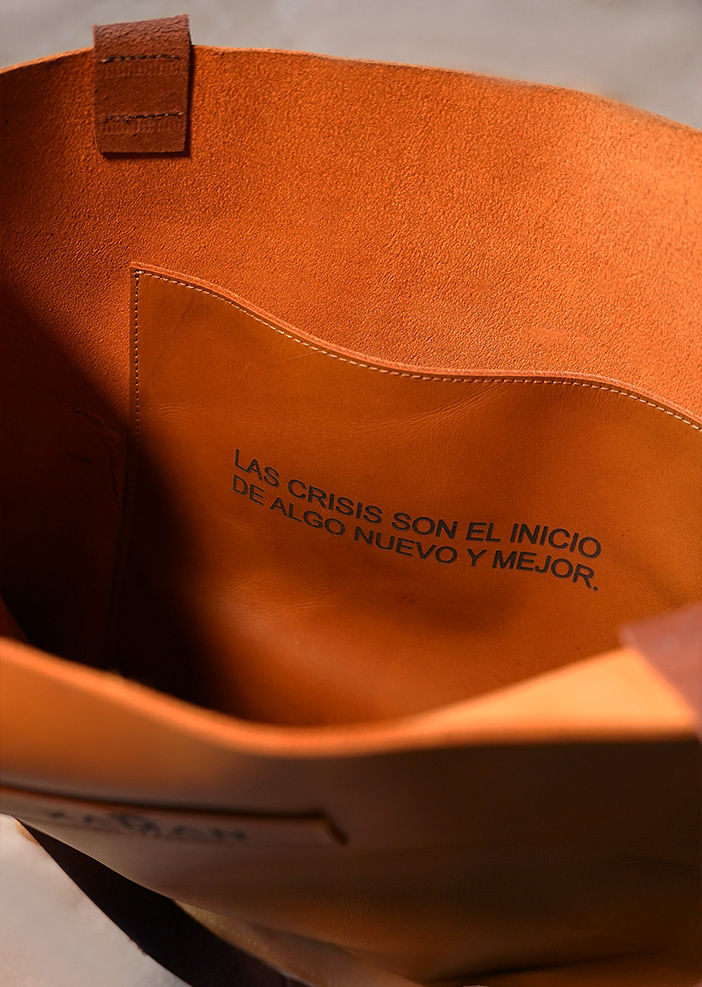 LAS CRISIS SON EL INICIO
DE ALGO NUEVO Y MEJOR.